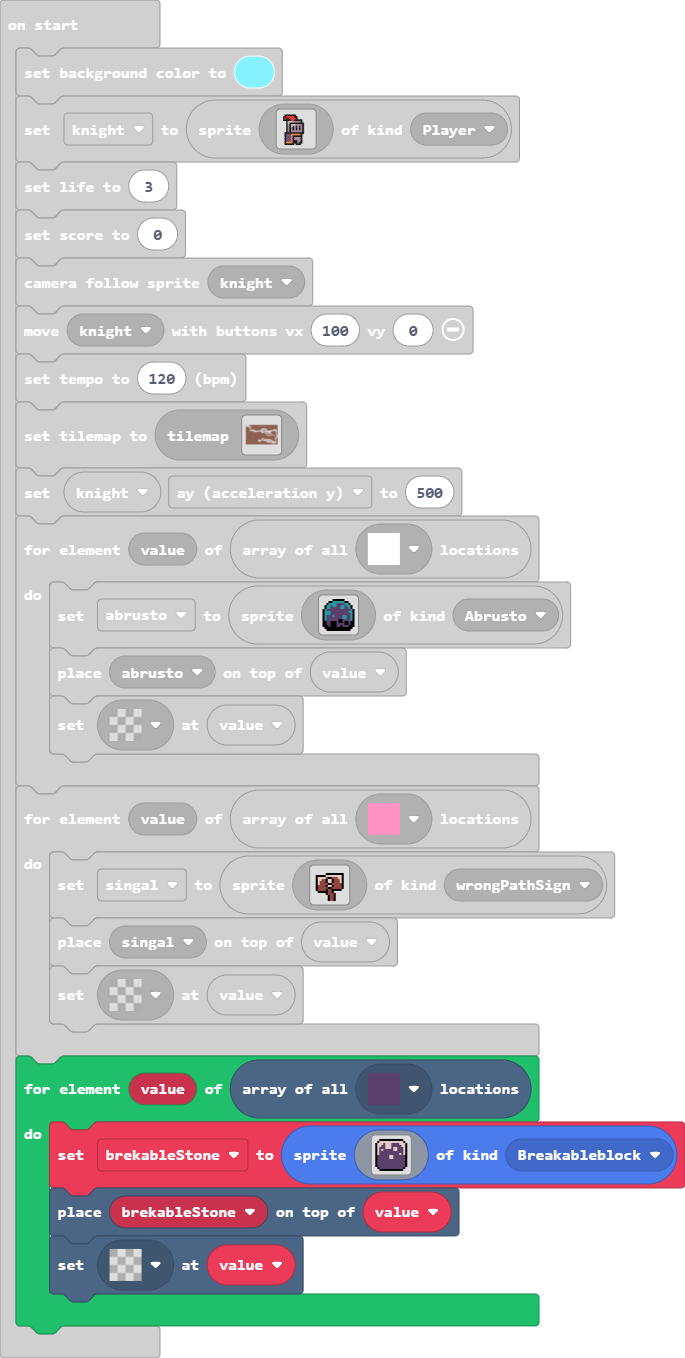 on start
set background color to
set knight to sprite of kind Player
set life to 3
set score to 0
camera follow sprite knight
move knight with buttons vx 100 vy 0
set tempo to 120 (bpm)
set tilemap to tilemap
set knight ay (acceleration y) to 500
for element value of array of all locations
do
set abrusto to sprite of kind Abrusto
place abrusto on top of value
set at value
for element value of array of all locations
do
set singal to sprite of kind wrongPathSign
place singal on top of value
set at value
for element value of array of all locations
do
set brekableStone to sprite of kind Breakableblock
place brekableStone on top of value
set at value